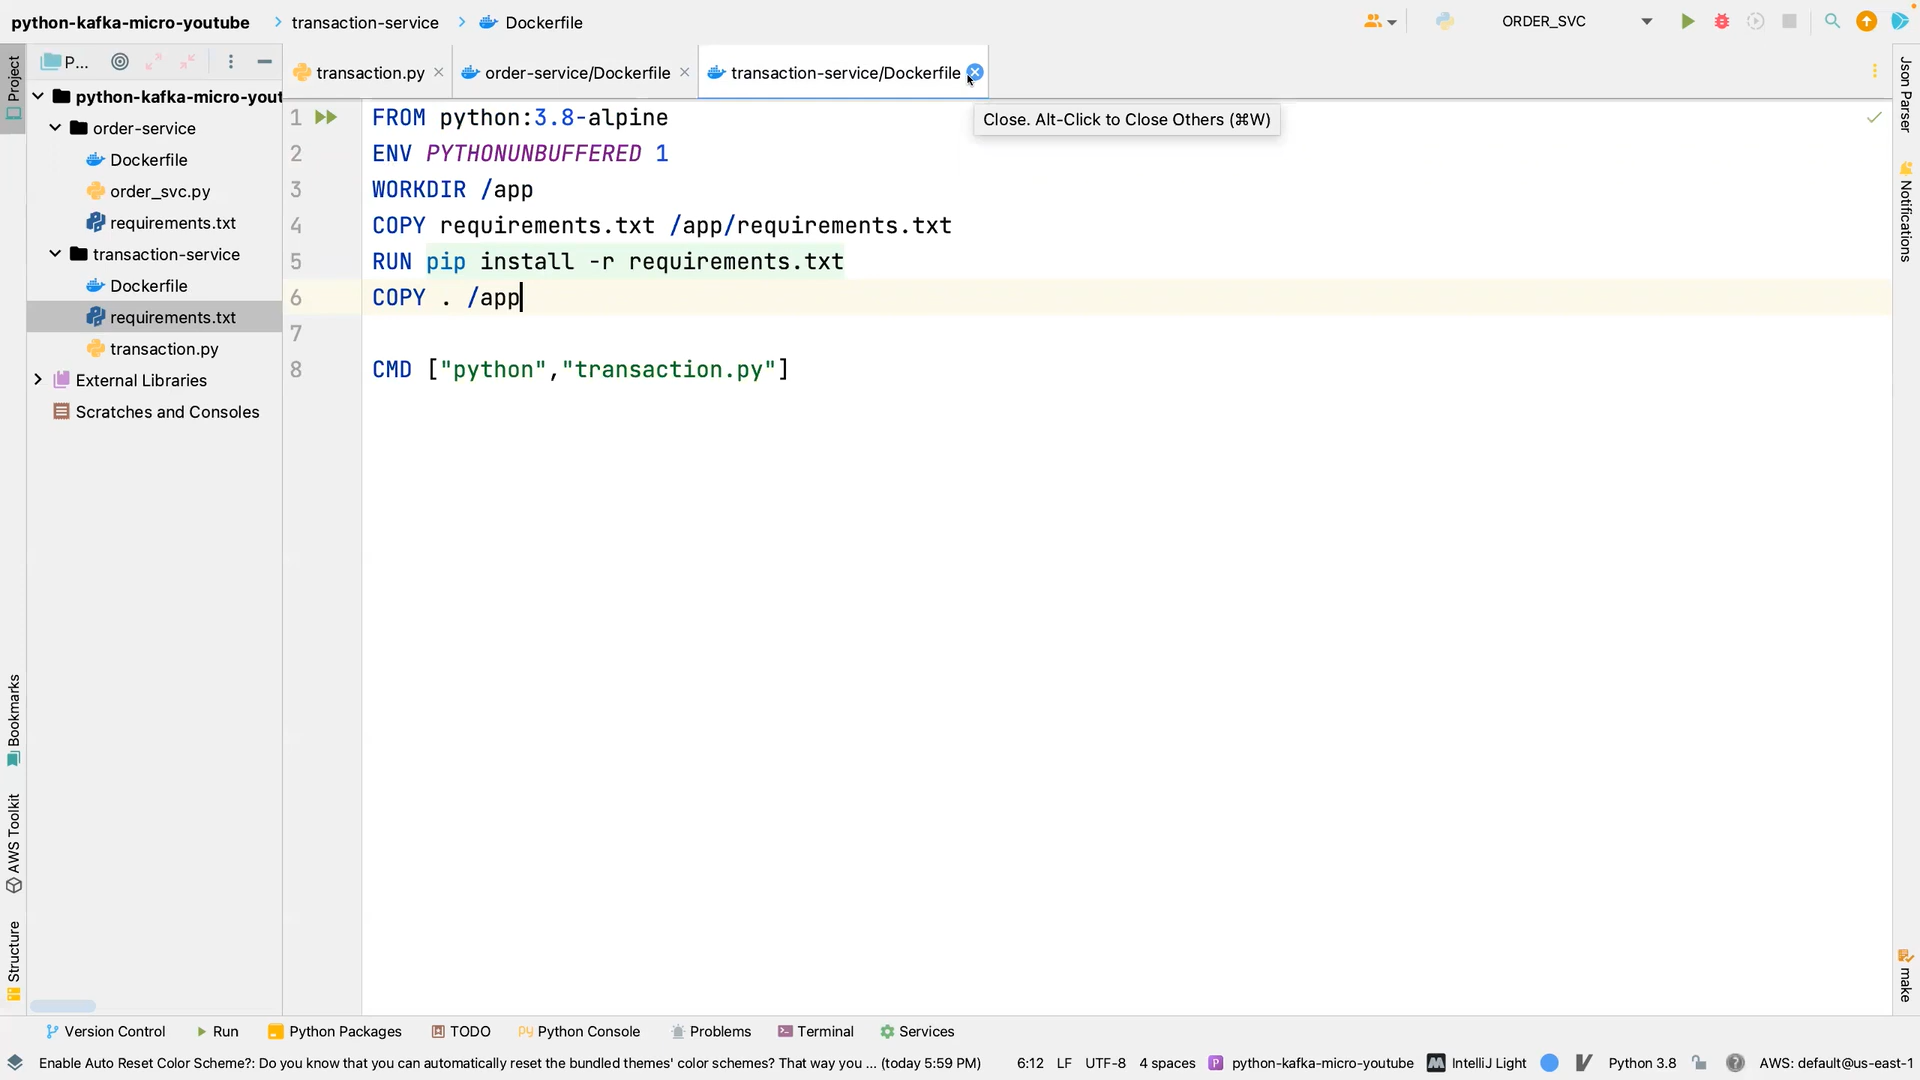 python-kafka-micro-youtube
transaction-service
Dockerfile
ORDER_SVC
Project
P...
transaction.py
order-service/Dockerfile
transaction-service/Dockerfile
Close. Alt-Click to Close Others (⌘W)
python-kafka-micro-yout
order-service
Dockerfile
order_svc.py
requirements.txt
transaction-service
Dockerfile
requirements.txt
transaction.py
External Libraries
Scratches and Consoles
1 FROM python:3.8-alpine
2 ENV PYTHONUNBUFFERED 1
3 WORKDIR /app
4 COPY requirements.txt /app/requirements.txt
5 RUN pip install -r requirements.txt
6 COPY . /app
7
8 CMD ["python","transaction.py"]
Json Parser
Notifications
make
Bookmarks
AWS Toolkit
Structure
Version Control
Run
Python Packages
TODO
Python Console
Problems
Terminal
Services
Enable Auto Reset Color Scheme?: Do you know that you can automatically reset the bundled themes' color schemes? That way you ... (today 5:59 PM)
6:12
LF
UTF-8
4 spaces
python-kafka-micro-youtube
IntelliJ Light
Python 3.8
AWS: default@us-east-1